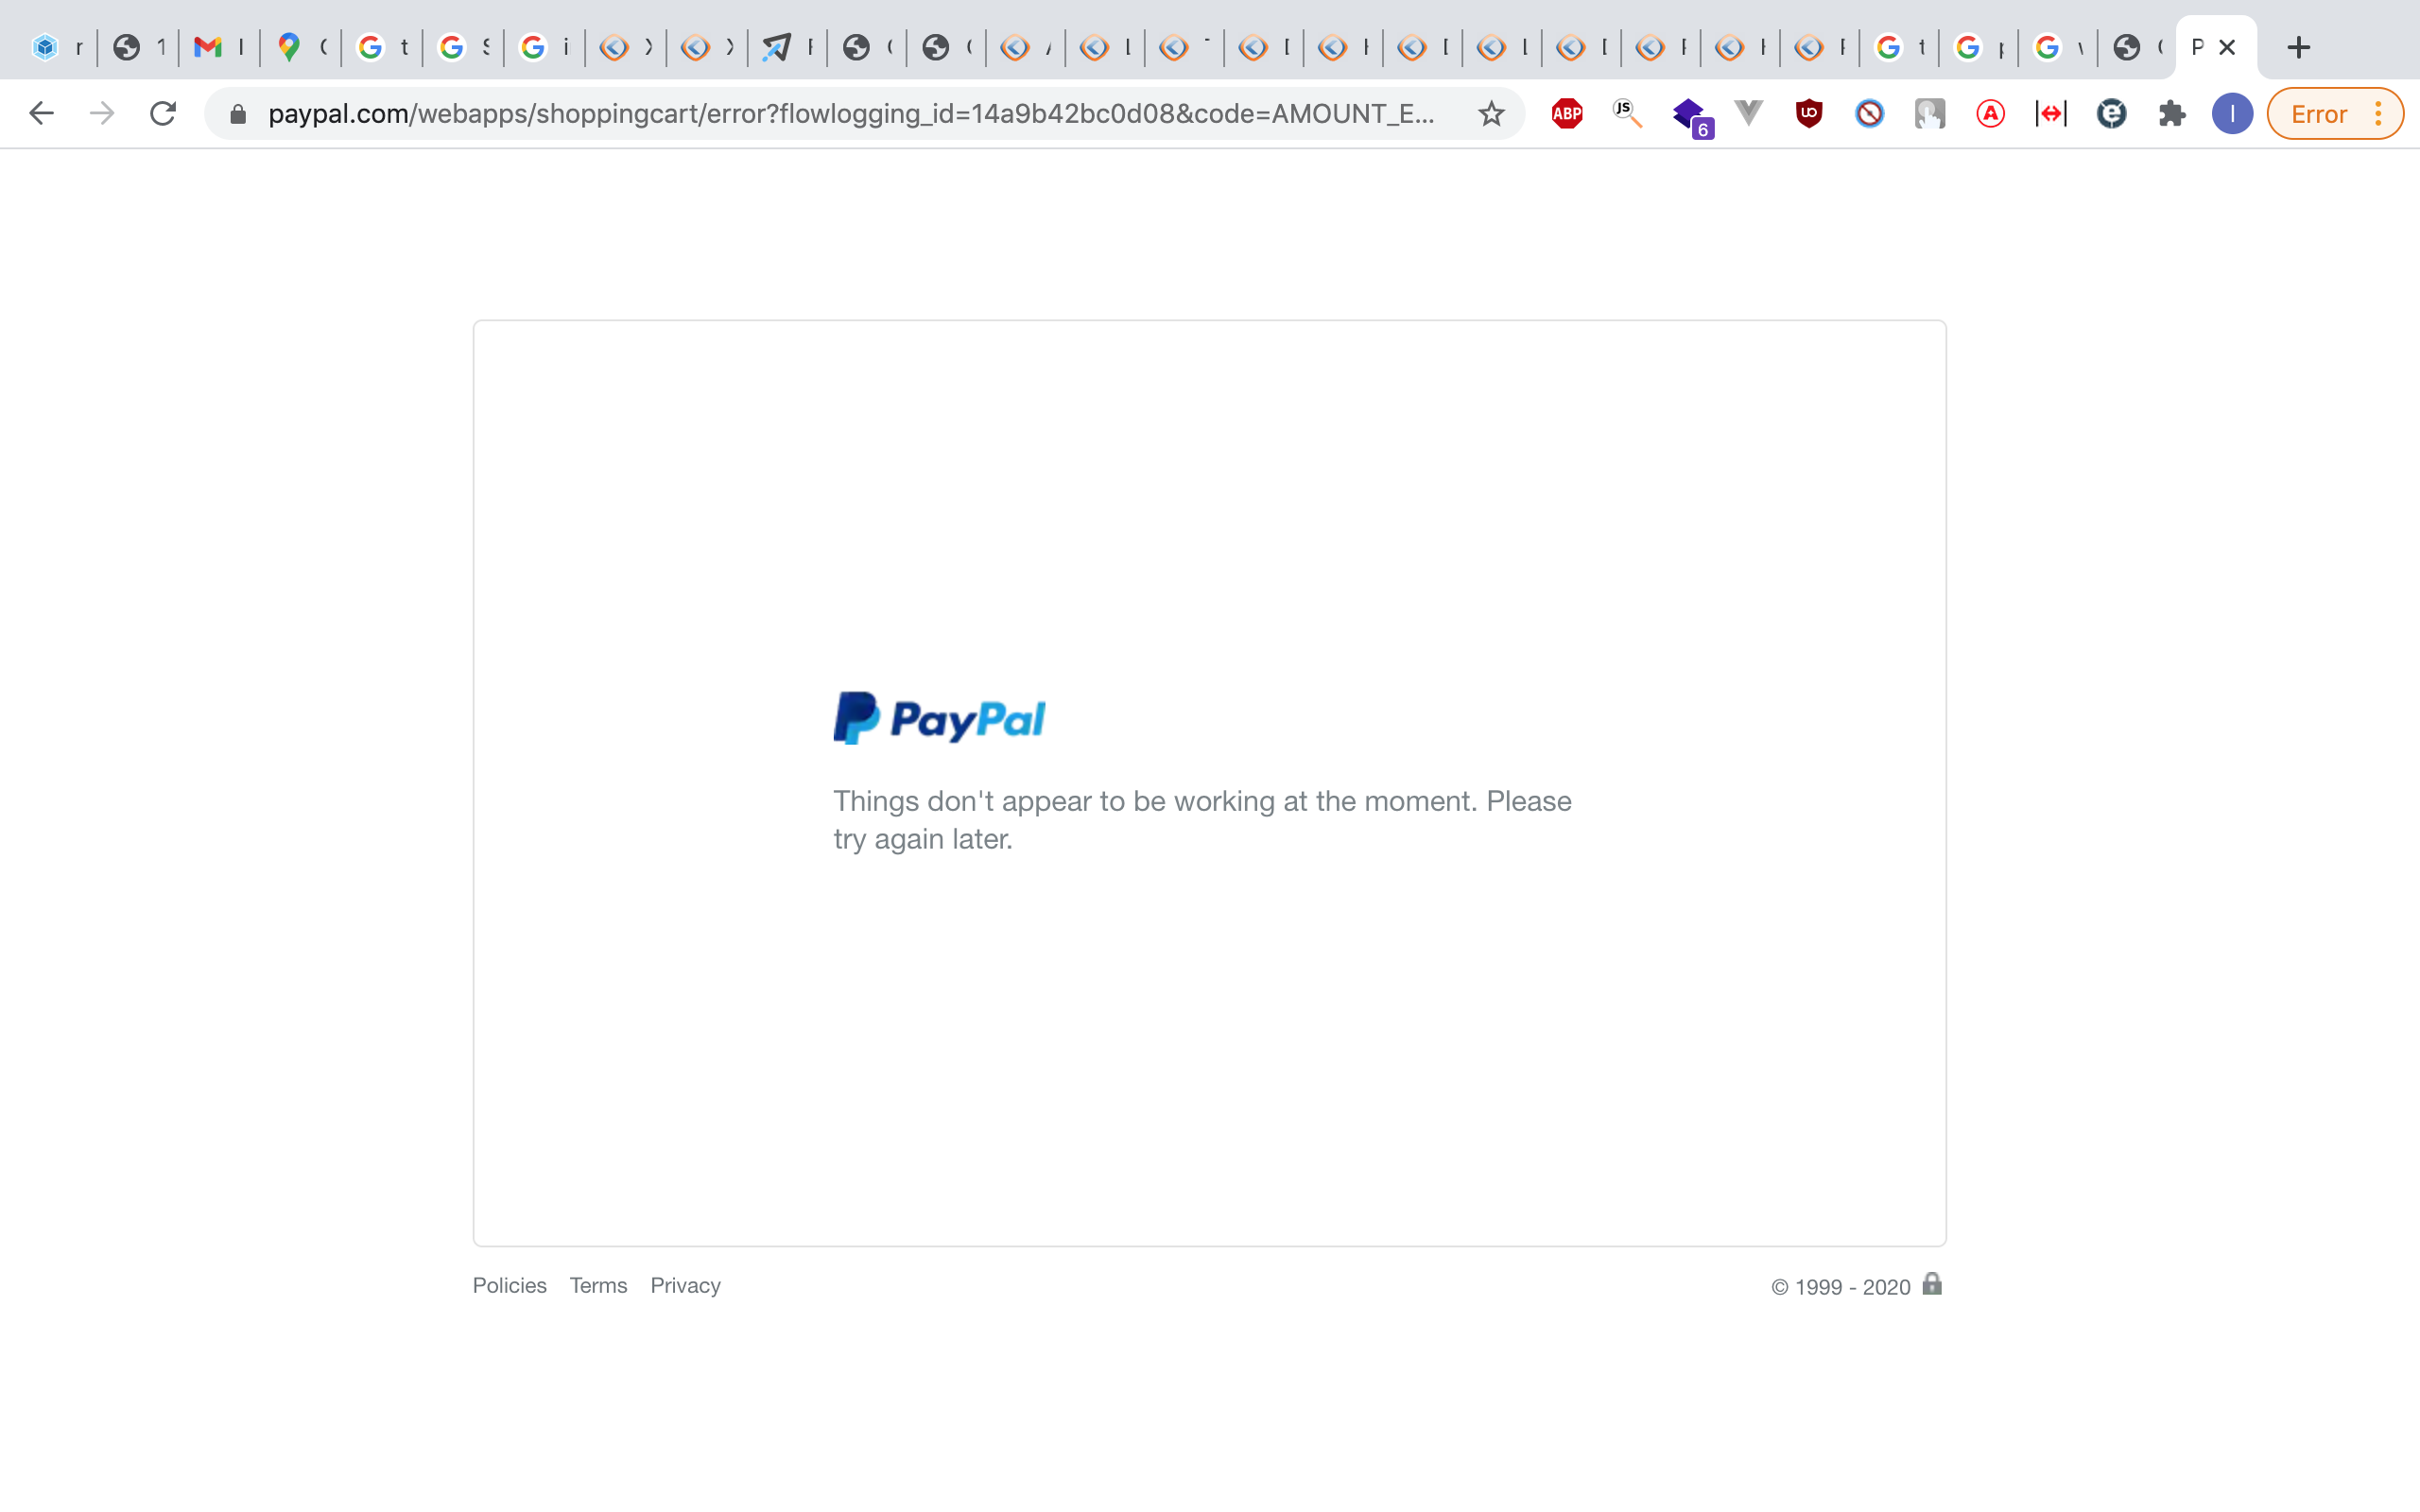 paypal.com/webapps/shoppingcart/error?flowlogging_id=14a9b42bc0d08&code=AMOUNT_E...
ABP
JS
6
I
Error
P
PayPal
Things don't appear to be working at the moment. Please
try again later.
Policies Terms Privacy
© 1999 - 2020